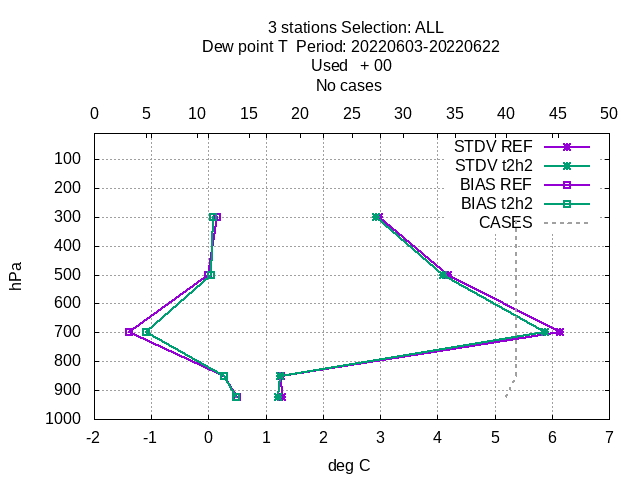 3 stations Selection: ALL
Dew point T  Period: 20220603-20220622
Used   + 00
No cases
0 5 10 15 20 25 30 35 40 45 50
STDV REF
STDV t2h2
BIAS REF
BIAS t2h2
CASES
100
200
300
400
500
600
700
800
900
1000
hPa
-2 -1 0 1 2 3 4 5 6 7
deg C